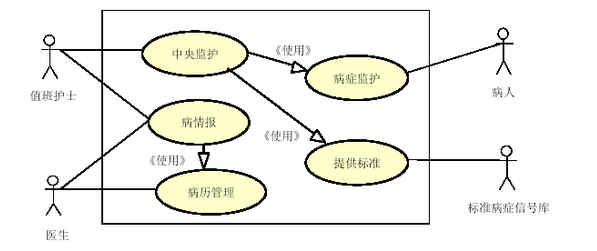 中央监护
《使用》
值班护士
病症监护
病人
病情报
《使用》
《使用》
提供标准
病历管理
医生
标准病症信号库